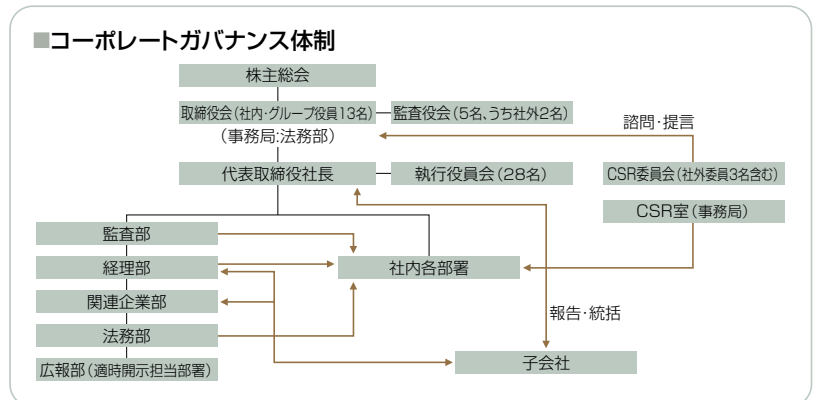 ■コーポレートガバナンス体制
株主総会
取締役会(社内・グループ役員13名)
監査役会(5名、うち社外2名)
(事務局:法務部)
諮問・提言
代表取締役社長
執行役員会(28名)
CSR委員会(社外委員3名含む)
CSR室(事務局)
監査部
経理部
社内各部署
関連企業部
報告・統括
法務部
広報部(適時開示担当部署)
子会社